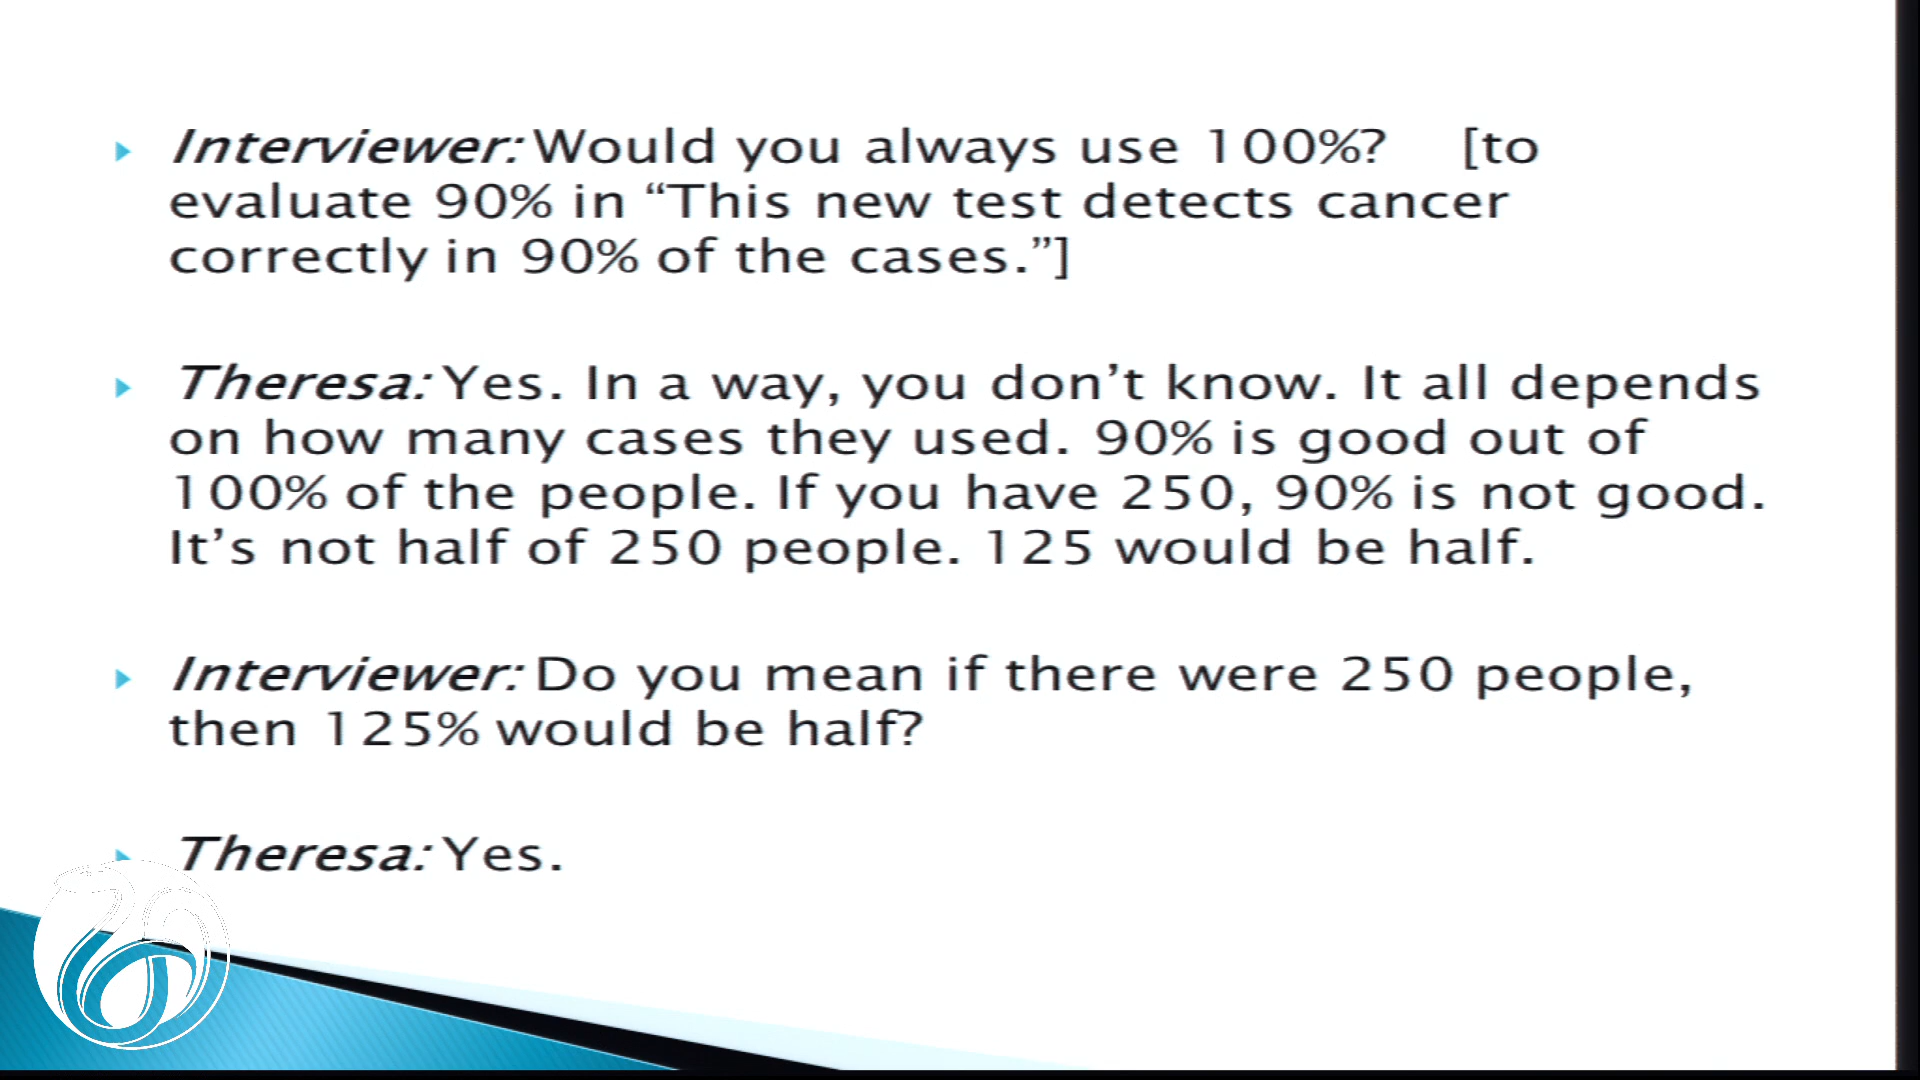 Interviewer: Would you always use 100%? [to
evaluate 90% in “This new test detects cancer
correctly in 90% of the cases.”]
Theresa: Yes. In a way, you don’t know. It all depends
on how many cases they used. 90% is good out of
100% of the people. If you have 250, 90% is not good.
It’s not half of 250 people. 125 would be half.
Interviewer: Do you mean if there were 250 people,
then 125% would be half?
Theresa: Yes.